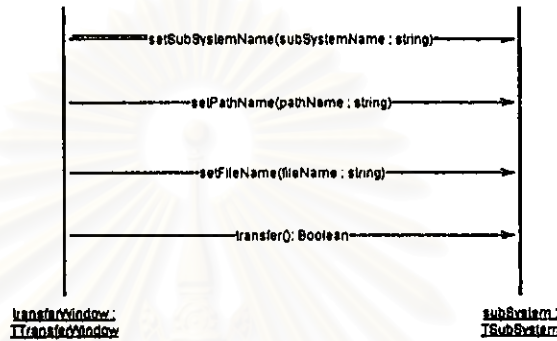 setSubSystemName(subSystemName : string)
setPathName(pathName : string)
setFileName(fileName : string)
transfer(): Boolean
transferWindow :
TTransferWindow
subSystem :
TSubSystem